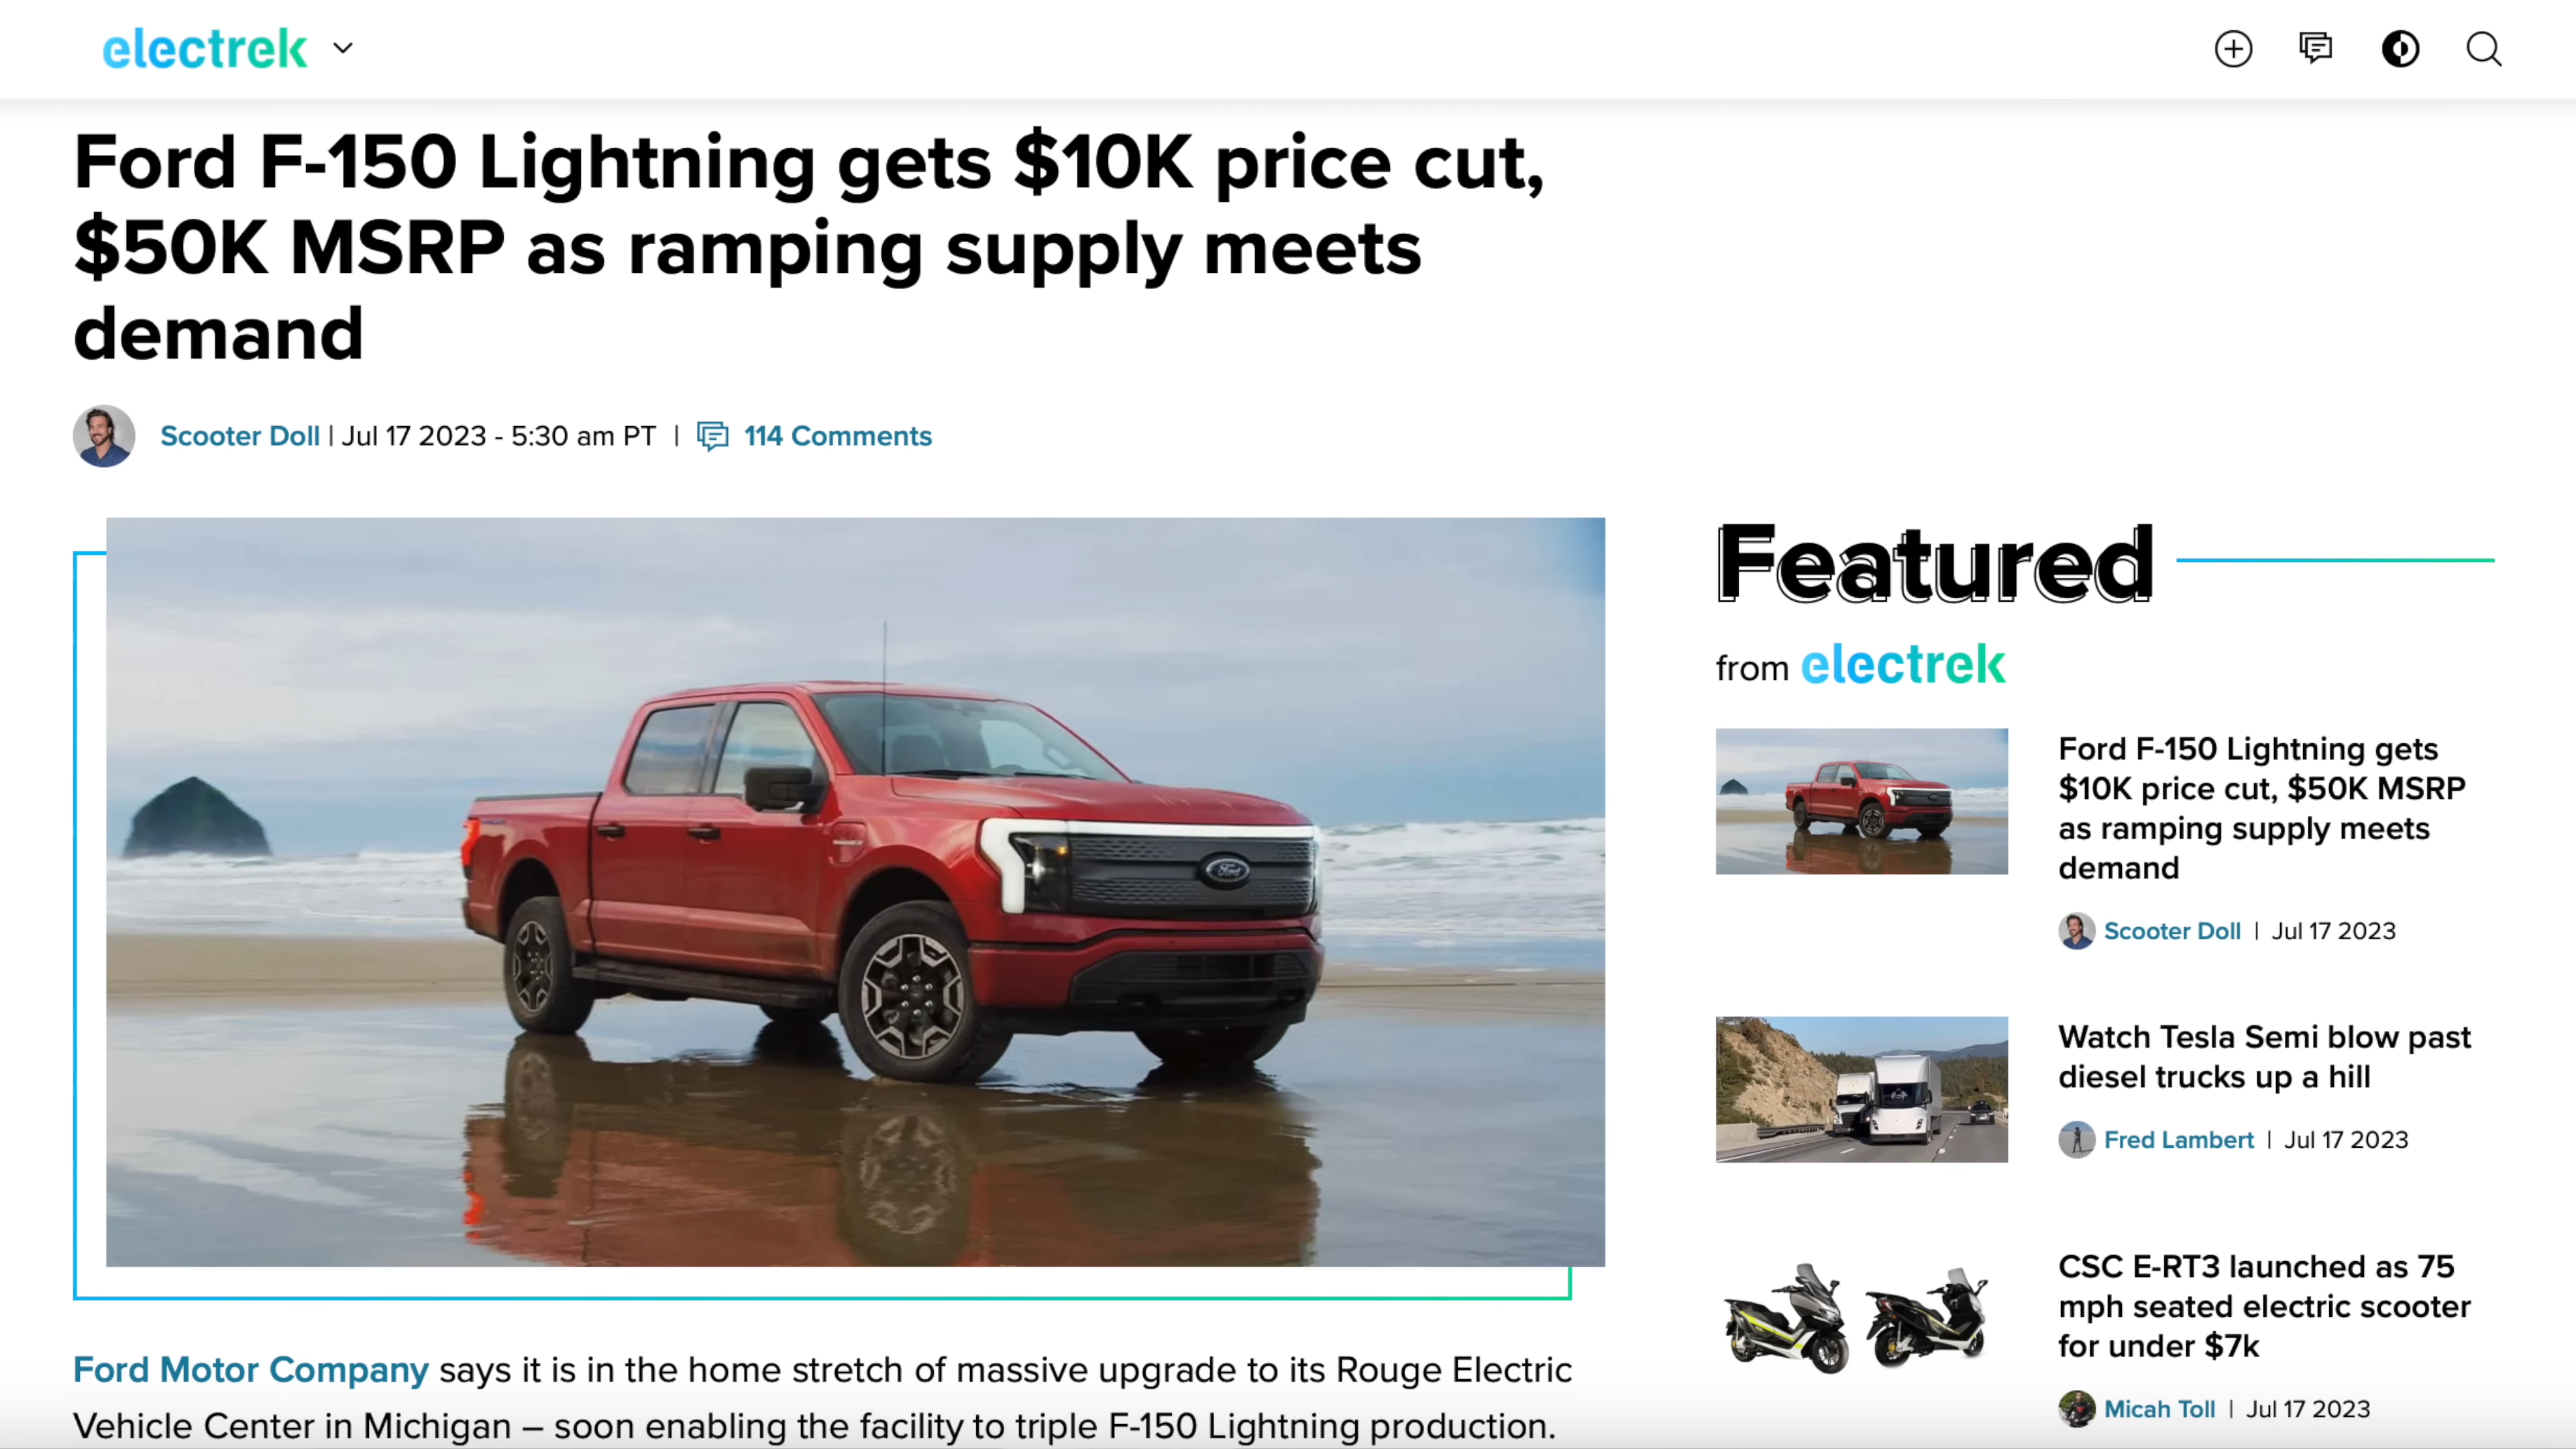 electrek
Ford F-150 Lightning gets $10K price cut,
$50K MSRP as ramping supply meets
demand
Scooter Doll | Jul 17 2023 - 5:30 am PT | 114 Comments
Ford
Ford Motor Company says it is in the home stretch of massive upgrade to its Rouge Electric
Vehicle Center in Michigan – soon enabling the facility to triple F-150 Lightning production.
Featured
from electrek
Ford F-150 Lightning gets
$10K price cut, $50K MSRP
as ramping supply meets
demand
Scooter Doll | Jul 17 2023
Watch Tesla Semi blow past
diesel trucks up a hill
Fred Lambert | Jul 17 2023
CSC E-RT3 launched as 75
mph seated electric scooter
for under $7k
Micah Toll | Jul 17 2023